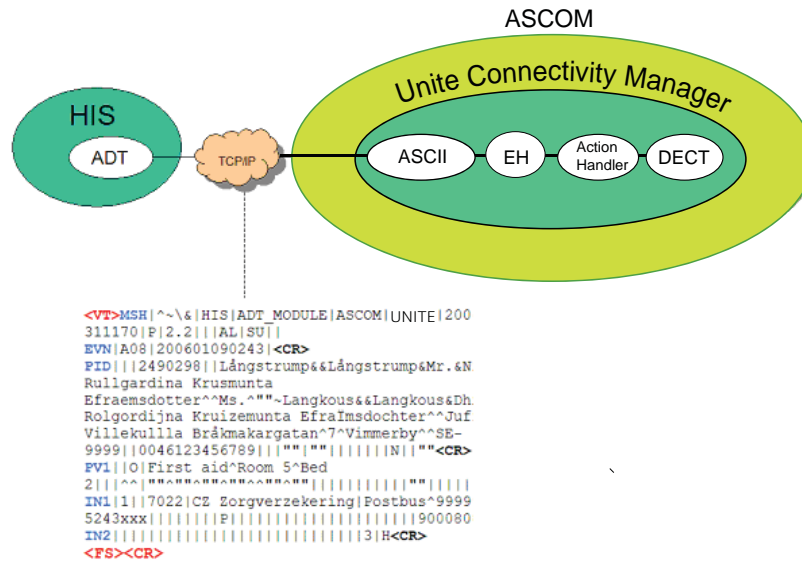 ASCOM
Unite Connectivity Manager
HIS
ADT
TCP/IP
ASCII
EH
Action
Handler
DECT
<VT>MSH|^~\&|HIS|ADT_MODULE|ASCOM|UNITE|200
311170|P|2.2|||AL|SU||
EVN|A08|200601090243|<CR>
PID|||2490298||Långstrump&&Långstrump&Mr.&N.
Rullgardina Krusmunta
Efraemsdotter^^Ms.^""~Langkous&&Langkous&Dh.
Rolgordijna Kruizemunta EfraÏmsdochter^^Juf
Villekullla Bråkmakargatan^7^Vimmerby^^SE-
9999||0046123456789|||""|""|||||||N||""<CR>
PV1||O|First aid^Room 5^Bed
2|||^^|""^""^""^""^^""^""|||||||||||""|||||
IN1|1||7022|CZ Zorgverzekering|Postbus^9999
5243xxx||||||||P||||||||||||||||||||900080
IN2||||||||||||||||||||||||||3|H<CR>
<FS><CR>